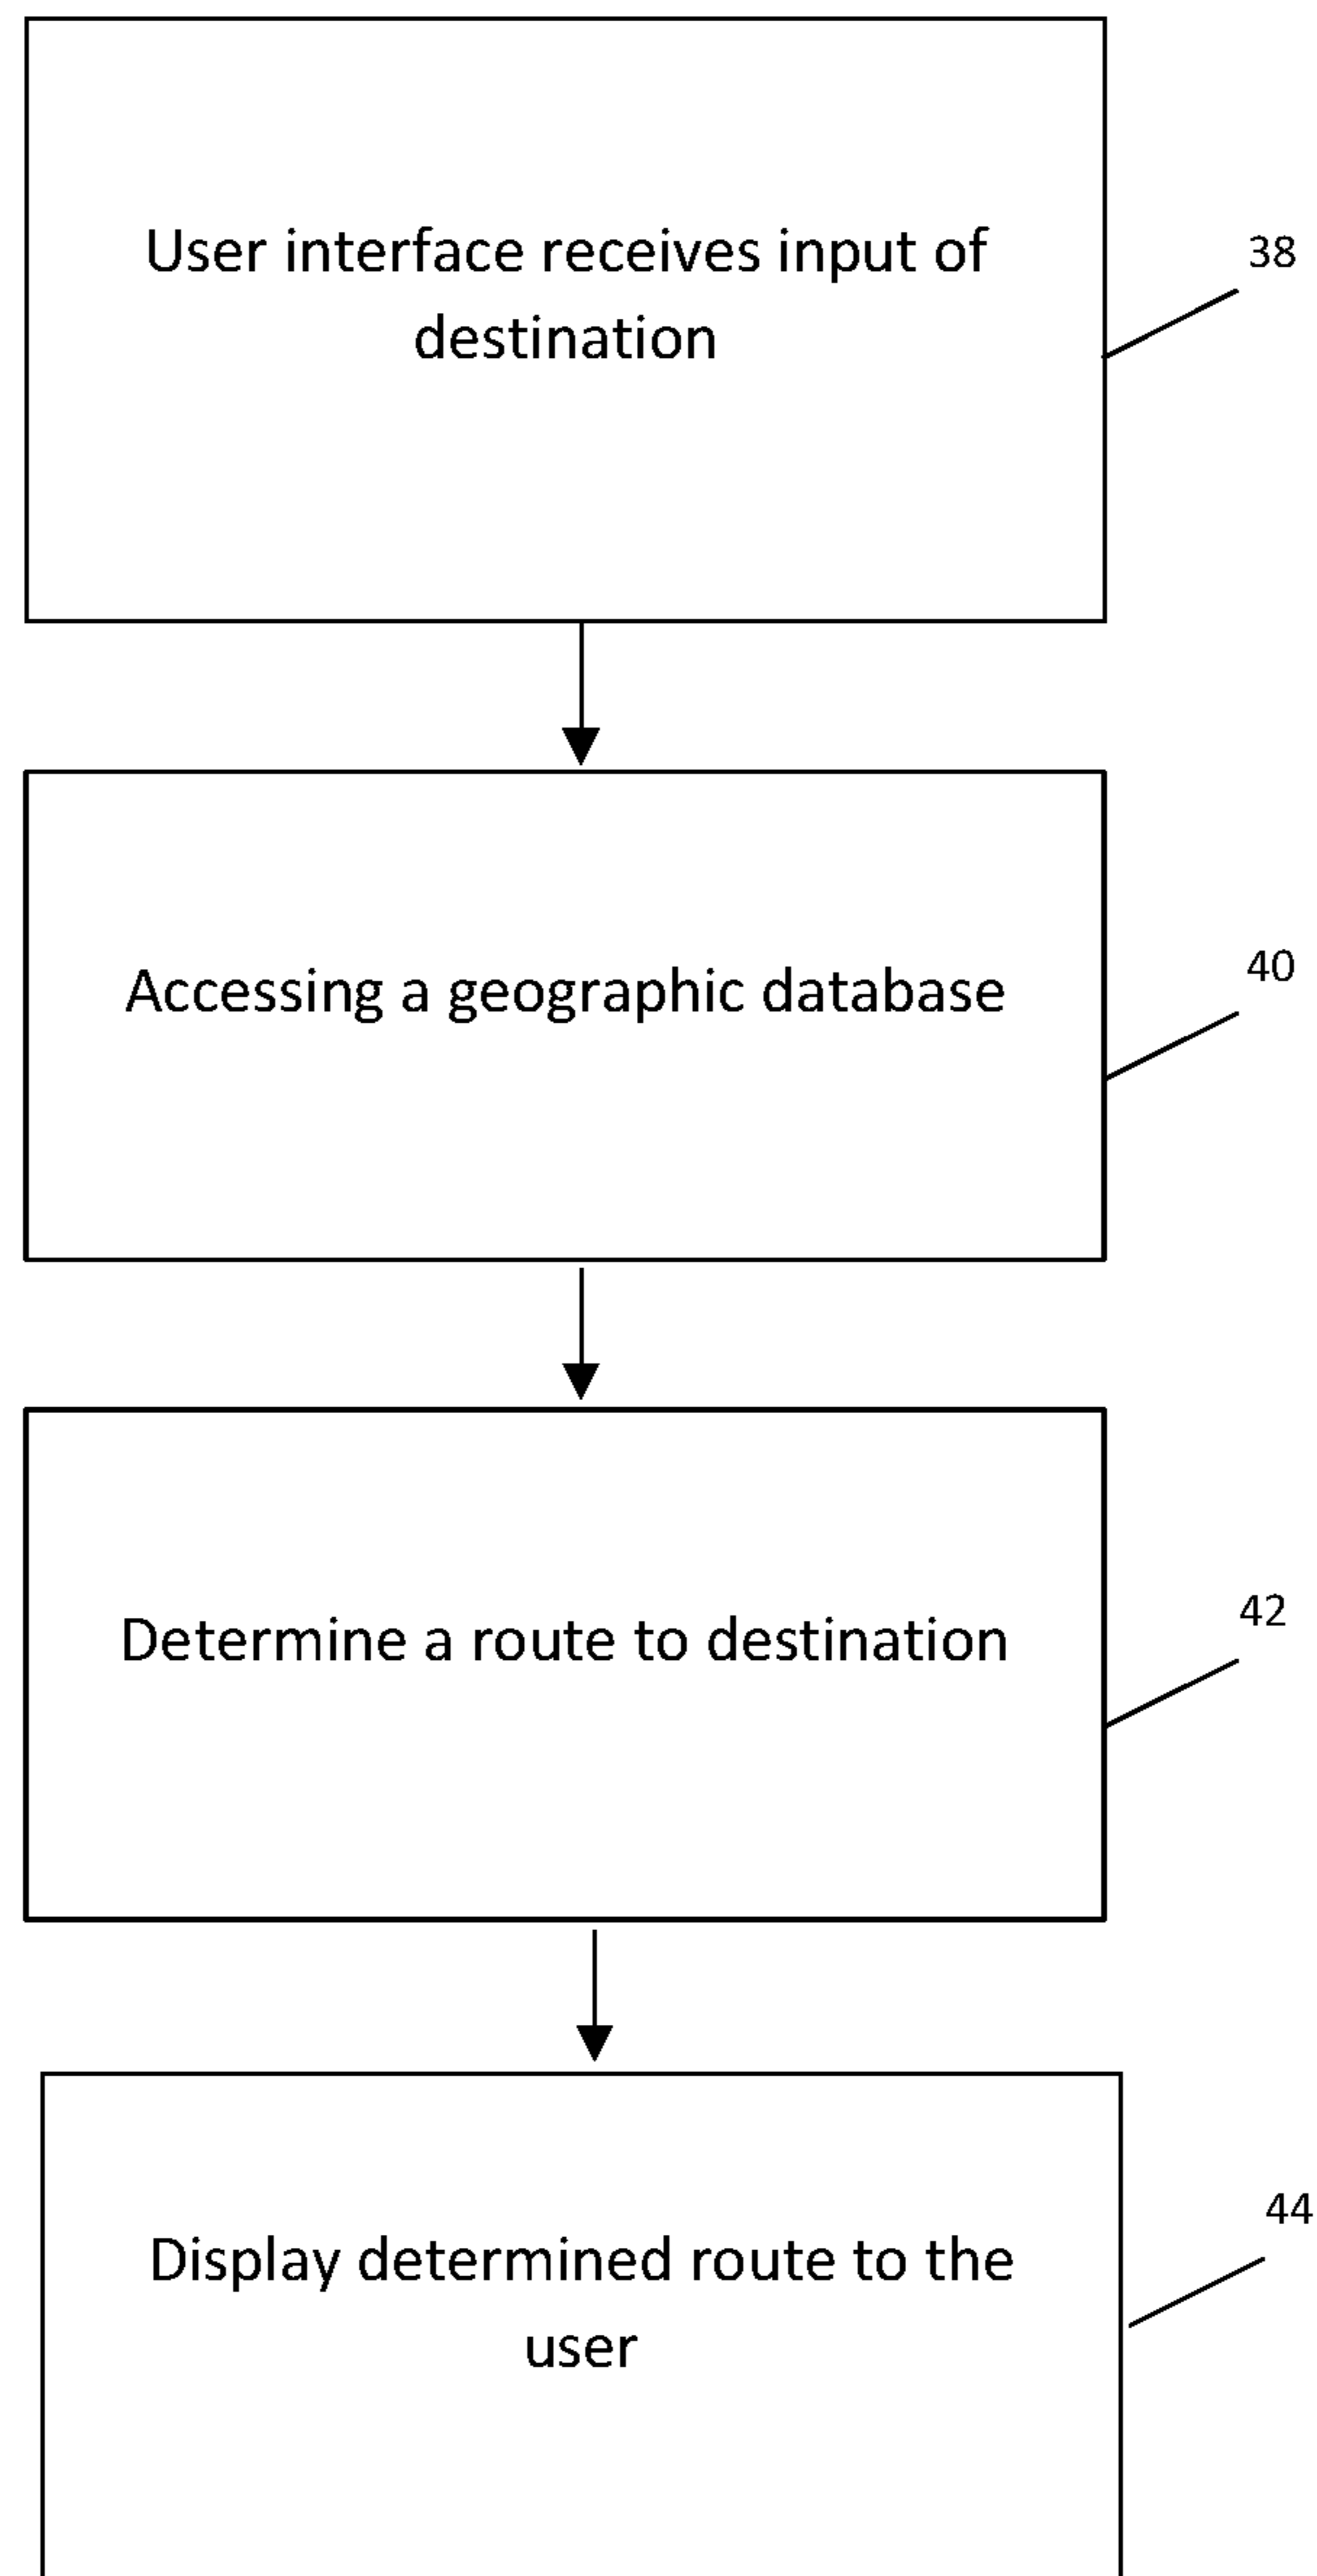 User interface receives input of
destination
38
Accessing a geographic database
40
Determine a route to destination
42
Display determined route to the
user
44